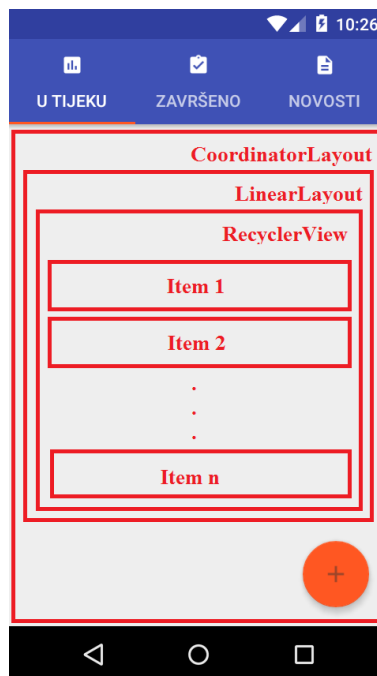 10:26
U TIJEKU
ZAVRŠENO
NOVOSTI
CoordinatorLayout
LinearLayout
RecyclerView
Item 1
Item 2
.
.
.
Item n
+